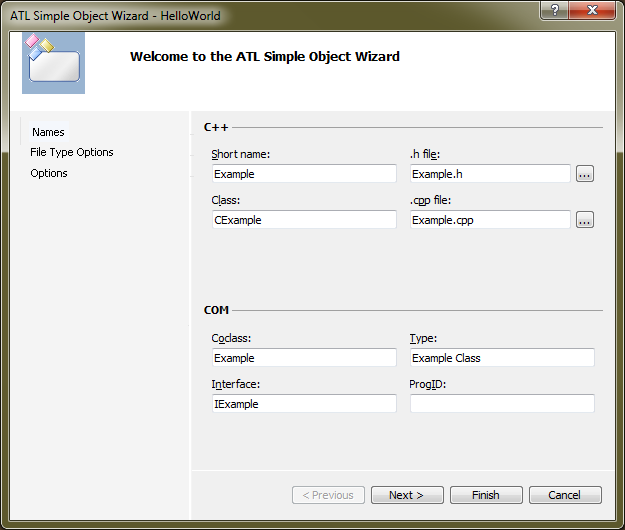 ATL Simple Object Wizard - HelloWorld
?
Welcome to the ATL Simple Object Wizard
Names
File Type Options
Options
C++
Short name:
.h file:
Example
Example.h
...
Class:
.cpp file:
CExample
Example.cpp
...
COM
Coclass:
Type:
Example
Example Class
Interface:
ProgID:
IExample
< Previous
Next >
Finish
Cancel